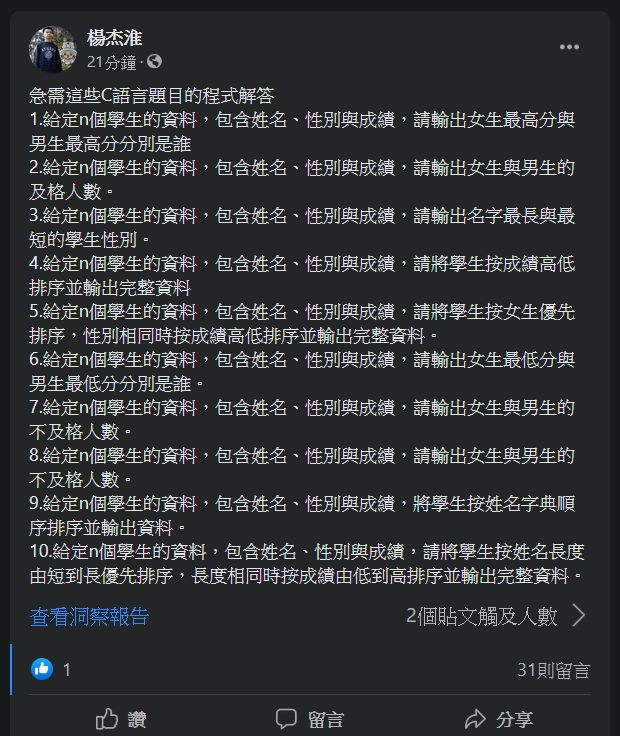 楊杰淮
21分鐘 ·
急需這些C語言題目的程式解答
1.給定n個學生的資料，包含姓名、性別與成績，請輸出女生最高分與
男生最高分分別是誰
2.給定n個學生的資料，包含姓名、性別與成績，請輸出女生與男生的
及格人數。
3.給定n個學生的資料，包含姓名、性別與成績，請輸出名字最長與最
短的學生性別。
4.給定n個學生的資料，包含姓名、性別與成績，請將學生按成績高低
排序並輸出完整資料
5.給定n個學生的資料，包含姓名、性別與成績，請將學生按女生優先
排序，性別相同時按成績高低排序並輸出完整資料。
6.給定n個學生的資料，包含姓名、性別與成績，請輸出女生最低分與
男生最低分分別是誰。
7.給定n個學生的資料，包含姓名、性別與成績，請輸出女生與男生的
不及格人數。
8.給定n個學生的資料，包含姓名、性別與成績，請輸出女生與男生的
不及格人數。
9.給定n個學生的資料，包含姓名、性別與成績，將學生按姓名字典順
序排序並輸出資料。
10.給定n個學生的資料，包含姓名、性別與成績，請將學生按姓名長度
由短到長優先排序，長度相同時按成績由低到高排序並輸出完整資料。
查看洞察報告 2個貼文觸及人數
1 31則留言
讚 留言 分享